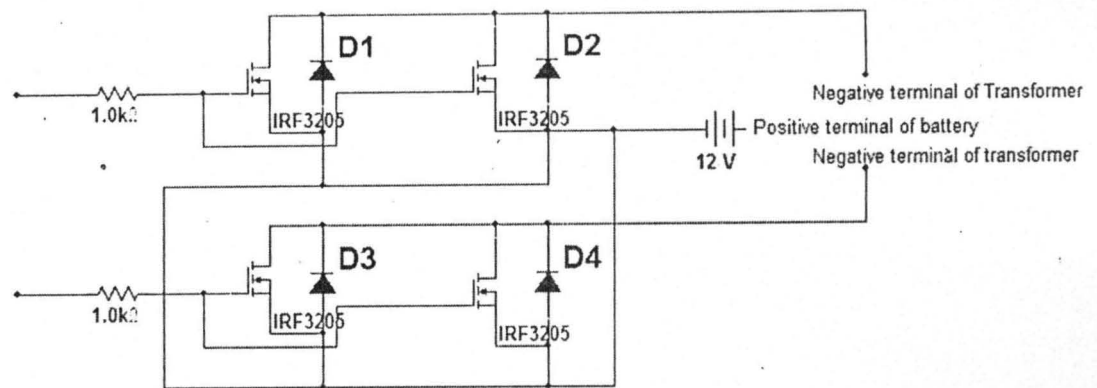 D1
D2
Negative terminal of Transformer
1.0kΩ
IRF3205
IRF3205
Positive terminal of battery
12 V
Negative terminal of transformer
D3
D4
1.0kΩ
IRF3205
IRF3205